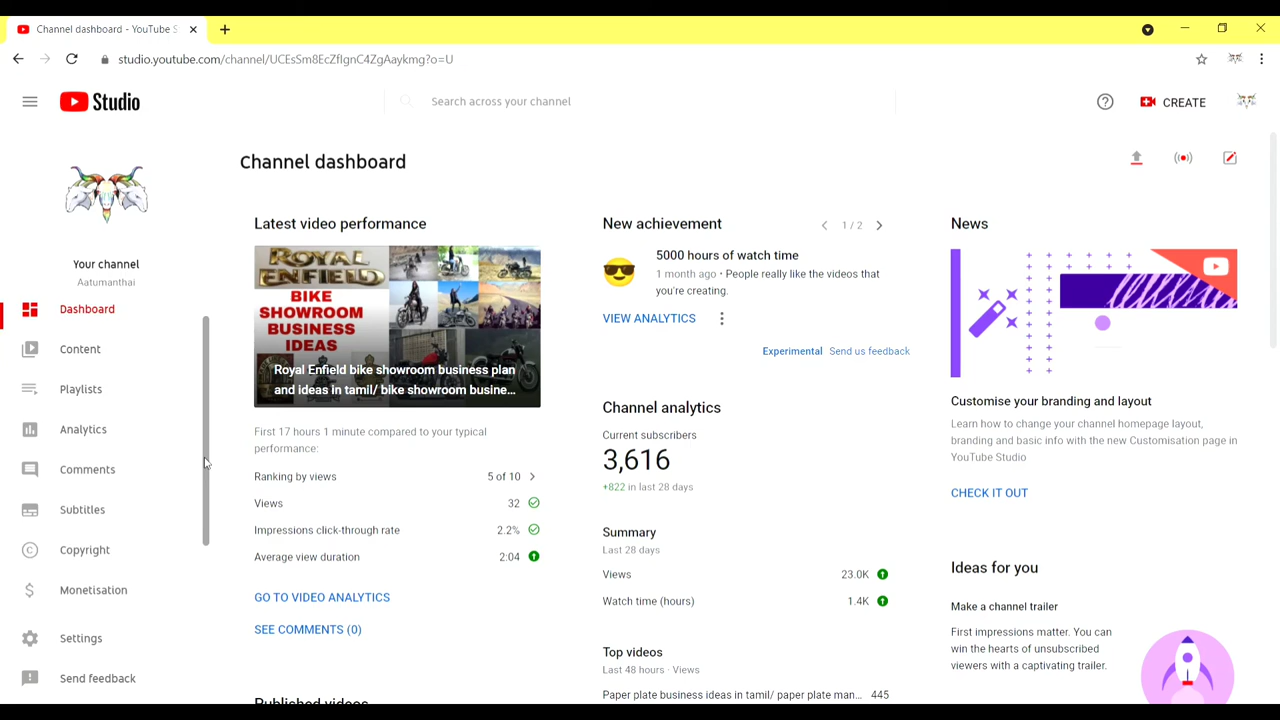 Channel dashboard - YouTube S
studio.youtube.com/channel/UCEsSm8EcZfIgnC4ZgAaykmg?o=U
Studio
Search across your channel
CREATE
Your channel
Aatumanthai
Dashboard
Content
Playlists
Analytics
Comments
Subtitles
Copyright
Monetisation
Settings
Send feedback
Channel dashboard
Latest video performance
ROYAL
ENFIELD
BIKE
SHOWROOM
BUSINESS
IDEAS
Royal Enfield bike showroom business plan
and ideas in tamil/ bike showroom busine...
First 17 hours 1 minute compared to your typical
performance:
Ranking by views 5 of 10
Views 32
Impressions click-through rate 2.2%
Average view duration 2:04
GO TO VIDEO ANALYTICS
SEE COMMENTS (0)
Published videos
New achievement 1 / 2
5000 hours of watch time
1 month ago • People really like the videos that
you're creating.
VIEW ANALYTICS
Experimental Send us feedback
Channel analytics
Current subscribers
3,616
+822 in last 28 days
Summary
Last 28 days
Views 23.0K
Watch time (hours) 1.4K
Top videos
Last 48 hours · Views
Paper plate business ideas in tamil/ paper plate man... 445
News
Customise your branding and layout
Learn how to change your channel homepage layout,
branding and basic info with the new Customisation page in
YouTube Studio
CHECK IT OUT
Ideas for you
Make a channel trailer
First impressions matter. You can
win the hearts of unsubscribed
viewers with a captivating trailer.